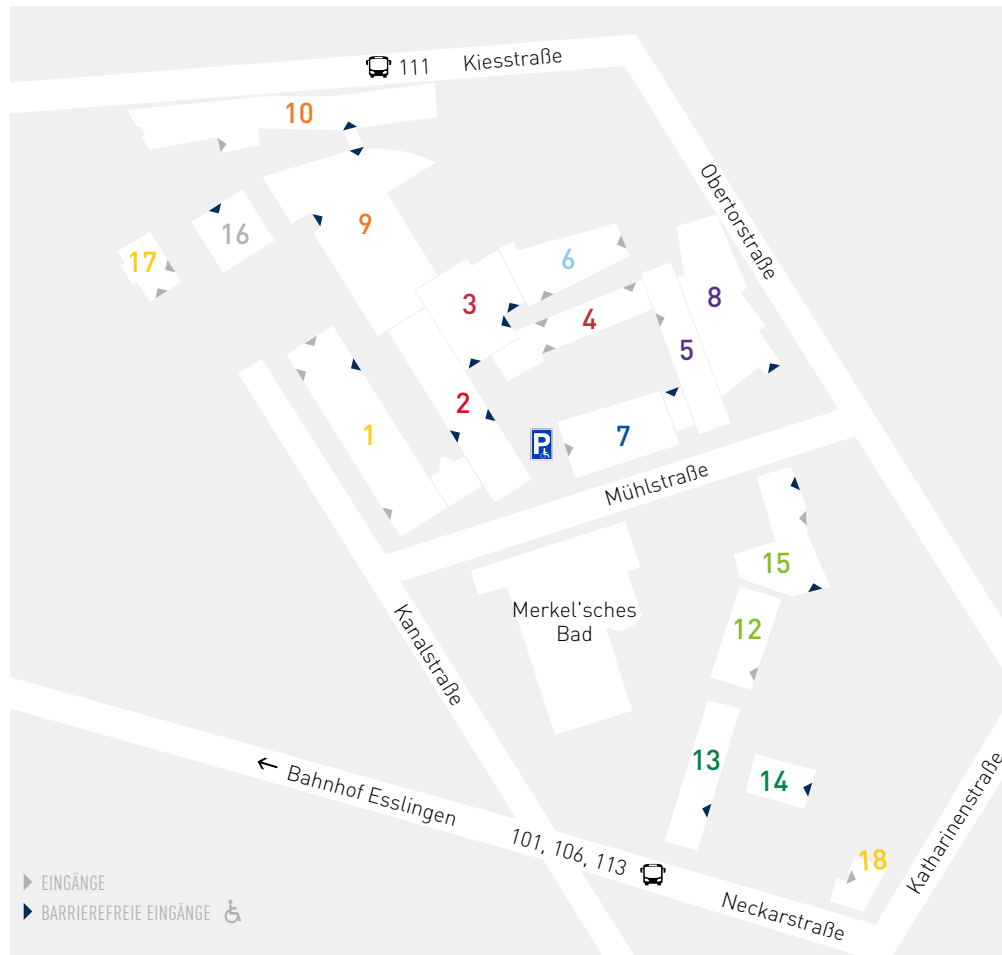 111 Kiesstraße
10
Obertorstraße
9
16
17
6
3
8
4
5
2
1
7
P
Mühlstraße
15
Merkel'sches
Bad
12
Kanalstraße
13
14
← Bahnhof Esslingen
101, 106, 113
Katharinenstraße
18
Neckarstraße
EINGÄNGE
BARRIEREFREIE EINGÄNGE